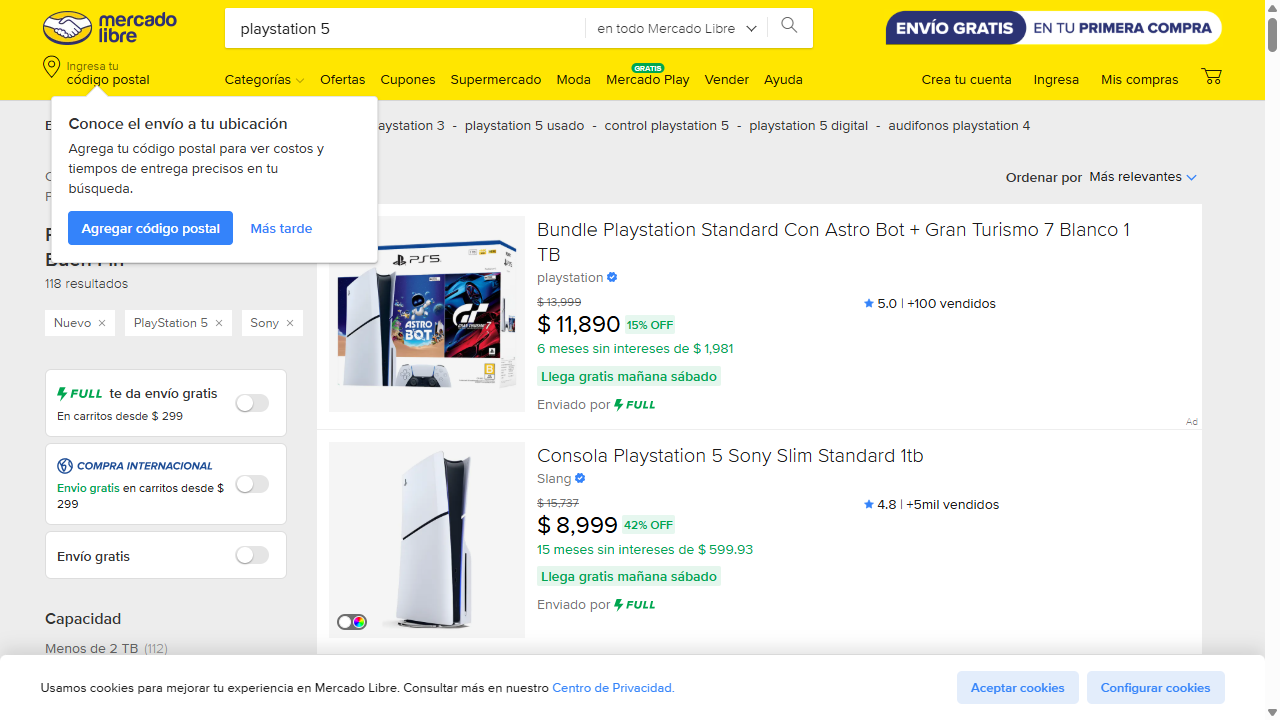 mercado
libre
playstation 5
en todo Mercado Libre
ENVÍO GRATIS EN TU PRIMERA COMPRA
Ingresa tu
código postal
Categorías
Ofertas
Cupones
Supermercado
Moda
GRATIS
Mercado Play
Vender
Ayuda
Crea tu cuenta
Ingresa
Mis compras
Conoce el envío a tu ubicación
Agrega tu código postal para ver costos y
tiempos de entrega precisos en tu
búsqueda.
Agregar código postal
Más tarde
aystation 3 - playstation 5 usado - control playstation 5 - playstation 5 digital - audifonos playstation 4
Ordenar por Más relevantes
118 resultados
Nuevo ×
PlayStation 5 ×
Sony ×
FULL te da envío gratis
En carritos desde $ 299
COMPRA INTERNACIONAL
Envio gratis en carritos desde $
299
Envío gratis
Capacidad
Menos de 2 TB (112)
PS5
ASTRO
BOT
GT
GRAN TURISMO
Bundle Playstation Standard Con Astro Bot + Gran Turismo 7 Blanco 1
TB
playstation
$ 13,999
$ 11,890 15% OFF
6 meses sin intereses de $ 1,981
Llega gratis mañana sábado
Enviado por FULL
5.0 | +100 vendidos
Ad
Consola Playstation 5 Sony Slim Standard 1tb
Slang
$ 15,737
$ 8,999 42% OFF
15 meses sin intereses de $ 599.93
Llega gratis mañana sábado
Enviado por FULL
4.8 | +5mil vendidos
Usamos cookies para mejorar tu experiencia en Mercado Libre. Consultar más en nuestro Centro de Privacidad.
Aceptar cookies
Configurar cookies